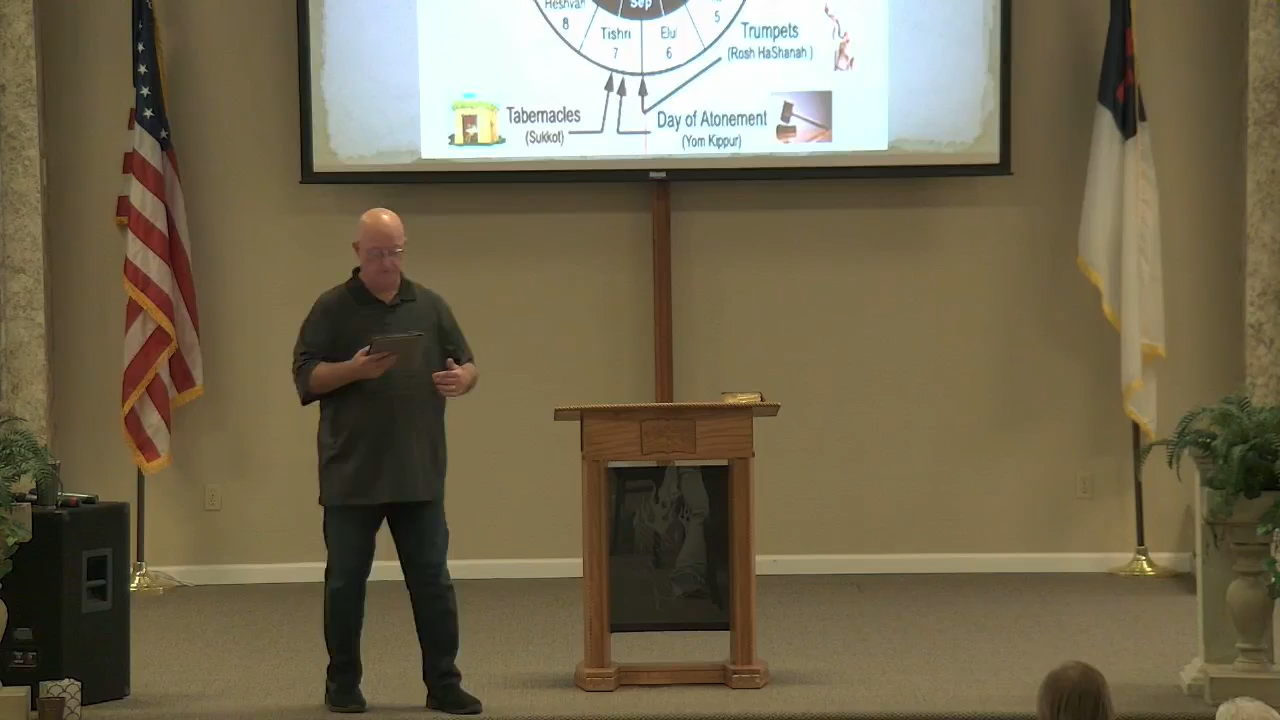 Heshvan
8
Sep
5
Tishri
7
Elul
6
Trumpets
(Rosh HaShanah)
Tabernacles
(Sukkot)
Day of Atonement
(Yom Kippur)